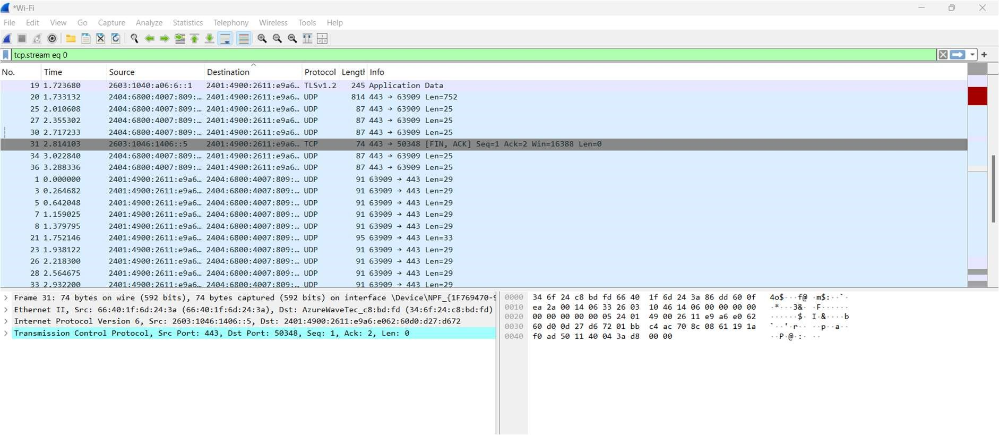 *Wi-Fi
File Edit View Go Capture Analyze Statistics Telephony Wireless Tools Help
tcp.stream eq 0
No. Time Source Destination Protocol Lengtl Info
19 1.723680 2603:1040:a06:6::1 2401:4900:2611:e9a6… TLSv1.2 245 Application Data
20 1.733132 2404:6800:4007:809:… 2401:4900:2611:e9a6… UDP 814 443 → 63909 Len=752
25 2.010608 2404:6800:4007:809:… 2401:4900:2611:e9a6… UDP 87 443 → 63909 Len=25
27 2.355302 2404:6800:4007:809:… 2401:4900:2611:e9a6… UDP 87 443 → 63909 Len=25
30 2.717233 2404:6800:4007:809:… 2401:4900:2611:e9a6… UDP 87 443 → 63909 Len=25
31 2.814103 2603:1046:1406::5 2401:4900:2611:e9a6… TCP 74 443 → 50348 [FIN, ACK] Seq=1 Ack=2 Win=16388 Len=0
34 3.022840 2404:6800:4007:809:… 2401:4900:2611:e9a6… UDP 87 443 → 63909 Len=25
36 3.288336 2404:6800:4007:809:… 2401:4900:2611:e9a6… UDP 87 443 → 63909 Len=25
1 0.000000 2401:4900:2611:e9a6… 2404:6800:4007:809:… UDP 91 63909 → 443 Len=29
3 0.264682 2401:4900:2611:e9a6… 2404:6800:4007:809:… UDP 91 63909 → 443 Len=29
5 0.642048 2401:4900:2611:e9a6… 2404:6800:4007:809:… UDP 91 63909 → 443 Len=29
7 1.159025 2401:4900:2611:e9a6… 2404:6800:4007:809:… UDP 91 63909 → 443 Len=29
8 1.379795 2401:4900:2611:e9a6… 2404:6800:4007:809:… UDP 91 63909 → 443 Len=29
21 1.752146 2401:4900:2611:e9a6… 2404:6800:4007:809:… UDP 95 63909 → 443 Len=33
23 1.938122 2401:4900:2611:e9a6… 2404:6800:4007:809:… UDP 91 63909 → 443 Len=29
26 2.218300 2401:4900:2611:e9a6… 2404:6800:4007:809:… UDP 91 63909 → 443 Len=29
28 2.564675 2401:4900:2611:e9a6… 2404:6800:4007:809:… UDP 91 63909 → 443 Len=29
33 2.932200 2401:4900:2611:e9a6… 2404:6800:4007:809:… UDP 91 63909 → 443 Len=29
Frame 31: 74 bytes on wire (592 bits), 74 bytes captured (592 bits) on interface \Device\NPF_{1F769470-9
Ethernet II, Src: 66:40:1f:6d:24:3a (66:40:1f:6d:24:3a), Dst: AzureWaveTec_c8:bd:fd (34:6f:24:c8:bd:fd)
Internet Protocol Version 6, Src: 2603:1046:1406::5, Dst: 2401:4900:2611:e9a6:e062:60d0:d27:d672
Transmission Control Protocol, Src Port: 443, Dst Port: 50348, Seq: 1, Ack: 2, Len: 0
0000 34 6f 24 c8 bd fd 66 40 1f 6d 24 3a 86 dd 60 0f 4o$···f@ ·m$:··`·
0010 ea 2a 00 14 06 33 26 03 10 46 14 06 00 00 00 00 ·*···3&· ·F······
0020 00 00 00 00 00 05 24 01 49 00 26 11 e9 a6 e0 62 ······$· I·&····b
0030 60 d0 0d 27 d6 72 01 bb c4 ac 70 8c 08 61 19 1a `··'·r·· ··p··a··
0040 f0 ad 50 11 40 04 3a d8 00 00 ··P·@·:· ··